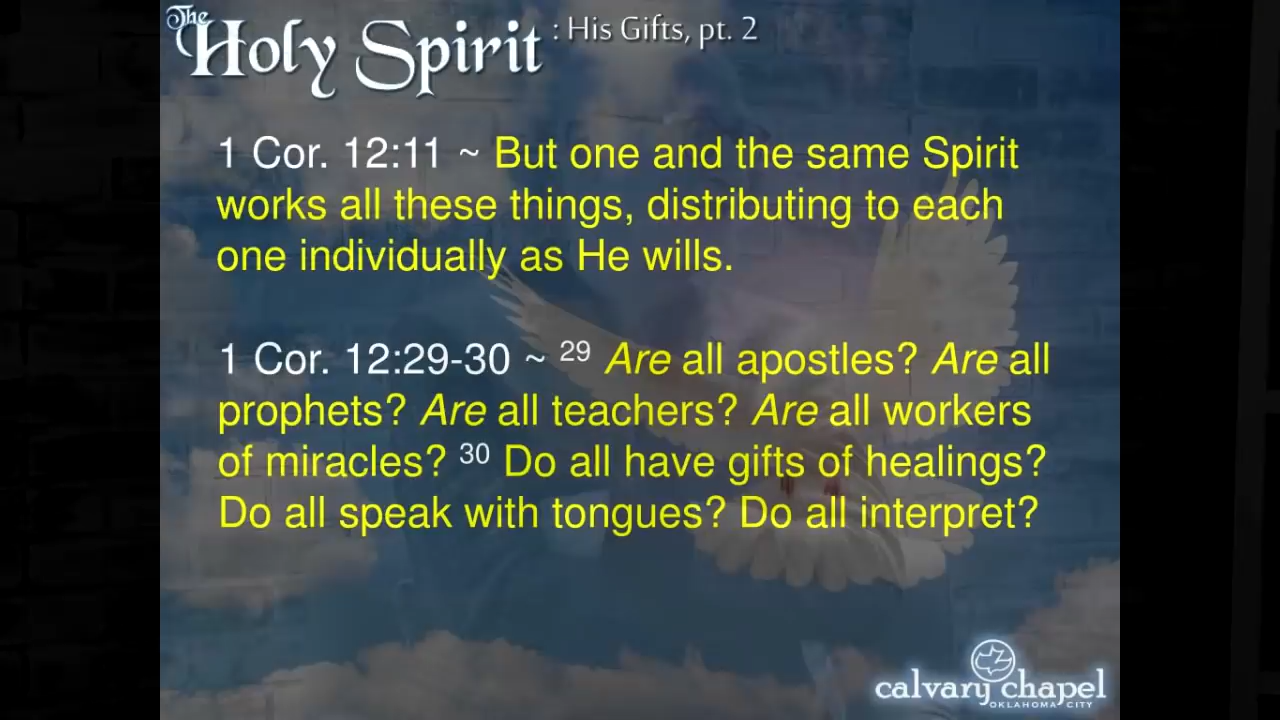 The
Holy Spirit : His Gifts, pt. 2
1 Cor. 12:11 ~ But one and the same Spirit
works all these things, distributing to each
one individually as He wills.
1 Cor. 12:29-30 ~ 29 Are all apostles? Are all
prophets? Are all teachers? Are all workers
of miracles? 30 Do all have gifts of healings?
Do all speak with tongues? Do all interpret?
calvary chapel
OKLAHOMA CITY